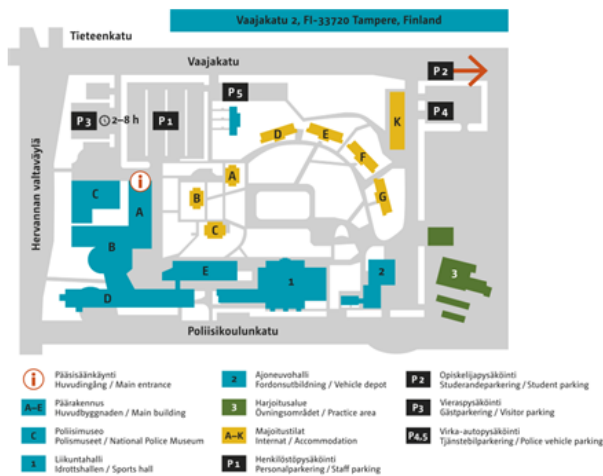 Vaajakatu 2, FI-33720 Tampere, Finland
Tieteenkatu
Vaajakatu
P2
P5
P4
P3 2–8 h
P1
K
D
E
F
A
B
G
C
C
A
B
E
1
2
3
D
Hervannan valtaväylä
Poliisikoulunkatu
i
Pääsisäänkäynti
Huvudingång / Main entrance
A–E
Päärakennus
Huvudbyggnaden / Main building
C
Poliisimuseo
Polismuseet / National Police Museum
1
Liikuntahalli
Idrottshallen / Sports hall
2
Ajoneuvohalli
Fordonsutbildning / Vehicle depot
3
Harjoitusalue
Övningsområdet / Practice area
A–K
Majoitustilat
Internat / Accommodation
P1
Henkilöstöpysäköinti
Personalparkering / Staff parking
P2
Opiskelijapysäköinti
Studerandeparkering / Student parking
P3
Vieraspysäköinti
Gästparkering / Visitor parking
P4,5
Virka-autopysäköinti
Tjänstebilparkering / Police vehicle parking